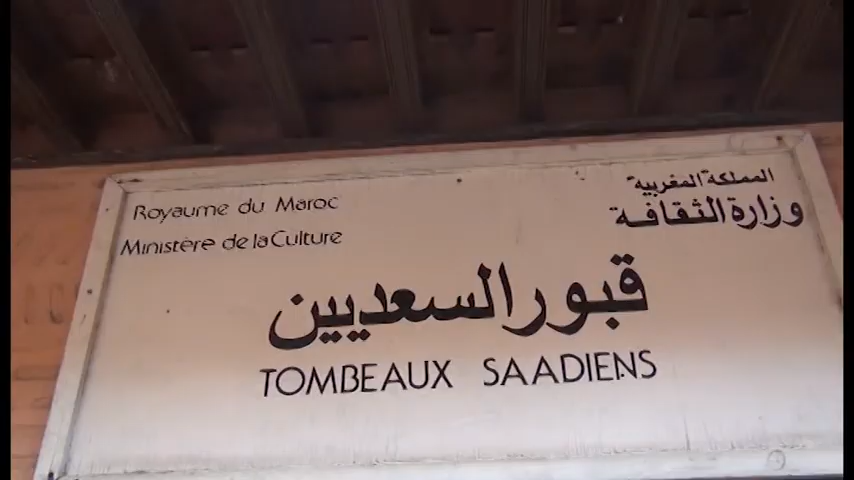 Royaume du Maroc
المملكة المغربية
Ministère de la Culture
وزارة الثقافة
قبور السعديين
TOMBEAUX SAADIENS